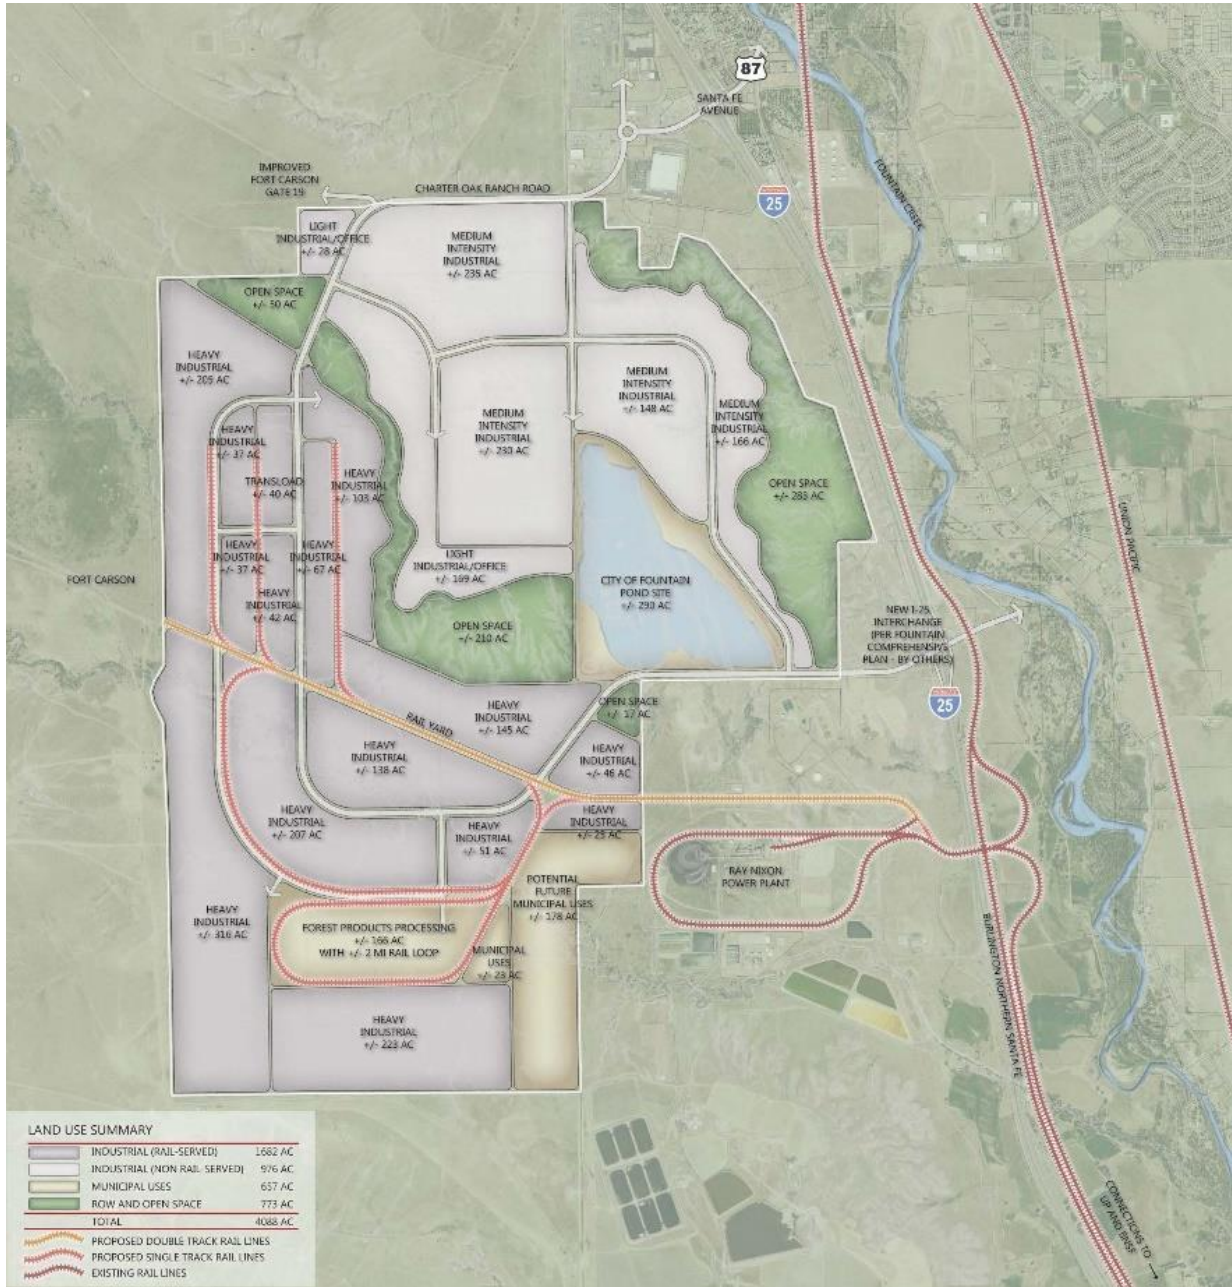 87
SANTA FE
AVENUE
IMPROVED
FORT CARSON
GATE 19
CHARTER OAK RANCH ROAD
25
FOUNTAIN CREEK
LIGHT
INDUSTRIAL/OFFICE
+/- 28 AC
MEDIUM
INTENSITY
INDUSTRIAL
+/- 235 AC
OPEN SPACE
+/- 50 AC
HEAVY
INDUSTRIAL
+/- 205 AC
MEDIUM
INTENSITY
INDUSTRIAL
+/- 148 AC
MEDIUM
INTENSITY
INDUSTRIAL
+/- 230 AC
MEDIUM
INTENSITY
INDUSTRIAL
+/- 166 AC
HEAVY
INDUSTRIAL
+/- 37 AC
TRANSLOAD
+/- 40 AC
HEAVY
INDUSTRIAL
+/- 103 AC
OPEN SPACE
+/- 285 AC
UNION PACIFIC
HEAVY
INDUSTRIAL
+/- 37 AC
HEAVY
INDUSTRIAL
+/- 67 AC
LIGHT
INDUSTRIAL/OFFICE
+/- 169 AC
FORT CARSON
HEAVY
INDUSTRIAL
+/- 42 AC
CITY OF FOUNTAIN
POND SITE
+/- 290 AC
OPEN SPACE
+/- 210 AC
NEW I-25
INTERCHANGE
(PER FOUNTAIN
COMPREHENSIVE
PLAN - BY OTHERS)
25
OPEN SPACE
+/- 17 AC
RAIL YARD
HEAVY
INDUSTRIAL
+/- 145 AC
HEAVY
INDUSTRIAL
+/- 138 AC
HEAVY
INDUSTRIAL
+/- 46 AC
HEAVY
INDUSTRIAL
+/- 207 AC
HEAVY
INDUSTRIAL
+/- 51 AC
HEAVY
INDUSTRIAL
+/- 25 AC
RAY NIXON
POWER PLANT
POTENTIAL
FUTURE
MUNICIPAL USES
+/- 178 AC
HEAVY
INDUSTRIAL
+/- 316 AC
FOREST PRODUCTS PROCESSING
+/- 166 AC
WITH +/- 2 MI RAIL LOOP
MUNICIPAL
USES
+/- 23 AC
BURLINGTON NORTHERN SANTA FE
HEAVY
INDUSTRIAL
+/- 223 AC
CONNECTIONS TO
UP AND BNSF
LAND USE SUMMARY
INDUSTRIAL (RAIL-SERVED) 1682 AC
INDUSTRIAL (NON RAIL-SERVED) 976 AC
MUNICIPAL USES 657 AC
ROW AND OPEN SPACE 773 AC
TOTAL 4088 AC
PROPOSED DOUBLE TRACK RAIL LINES
PROPOSED SINGLE TRACK RAIL LINES
EXISTING RAIL LINES